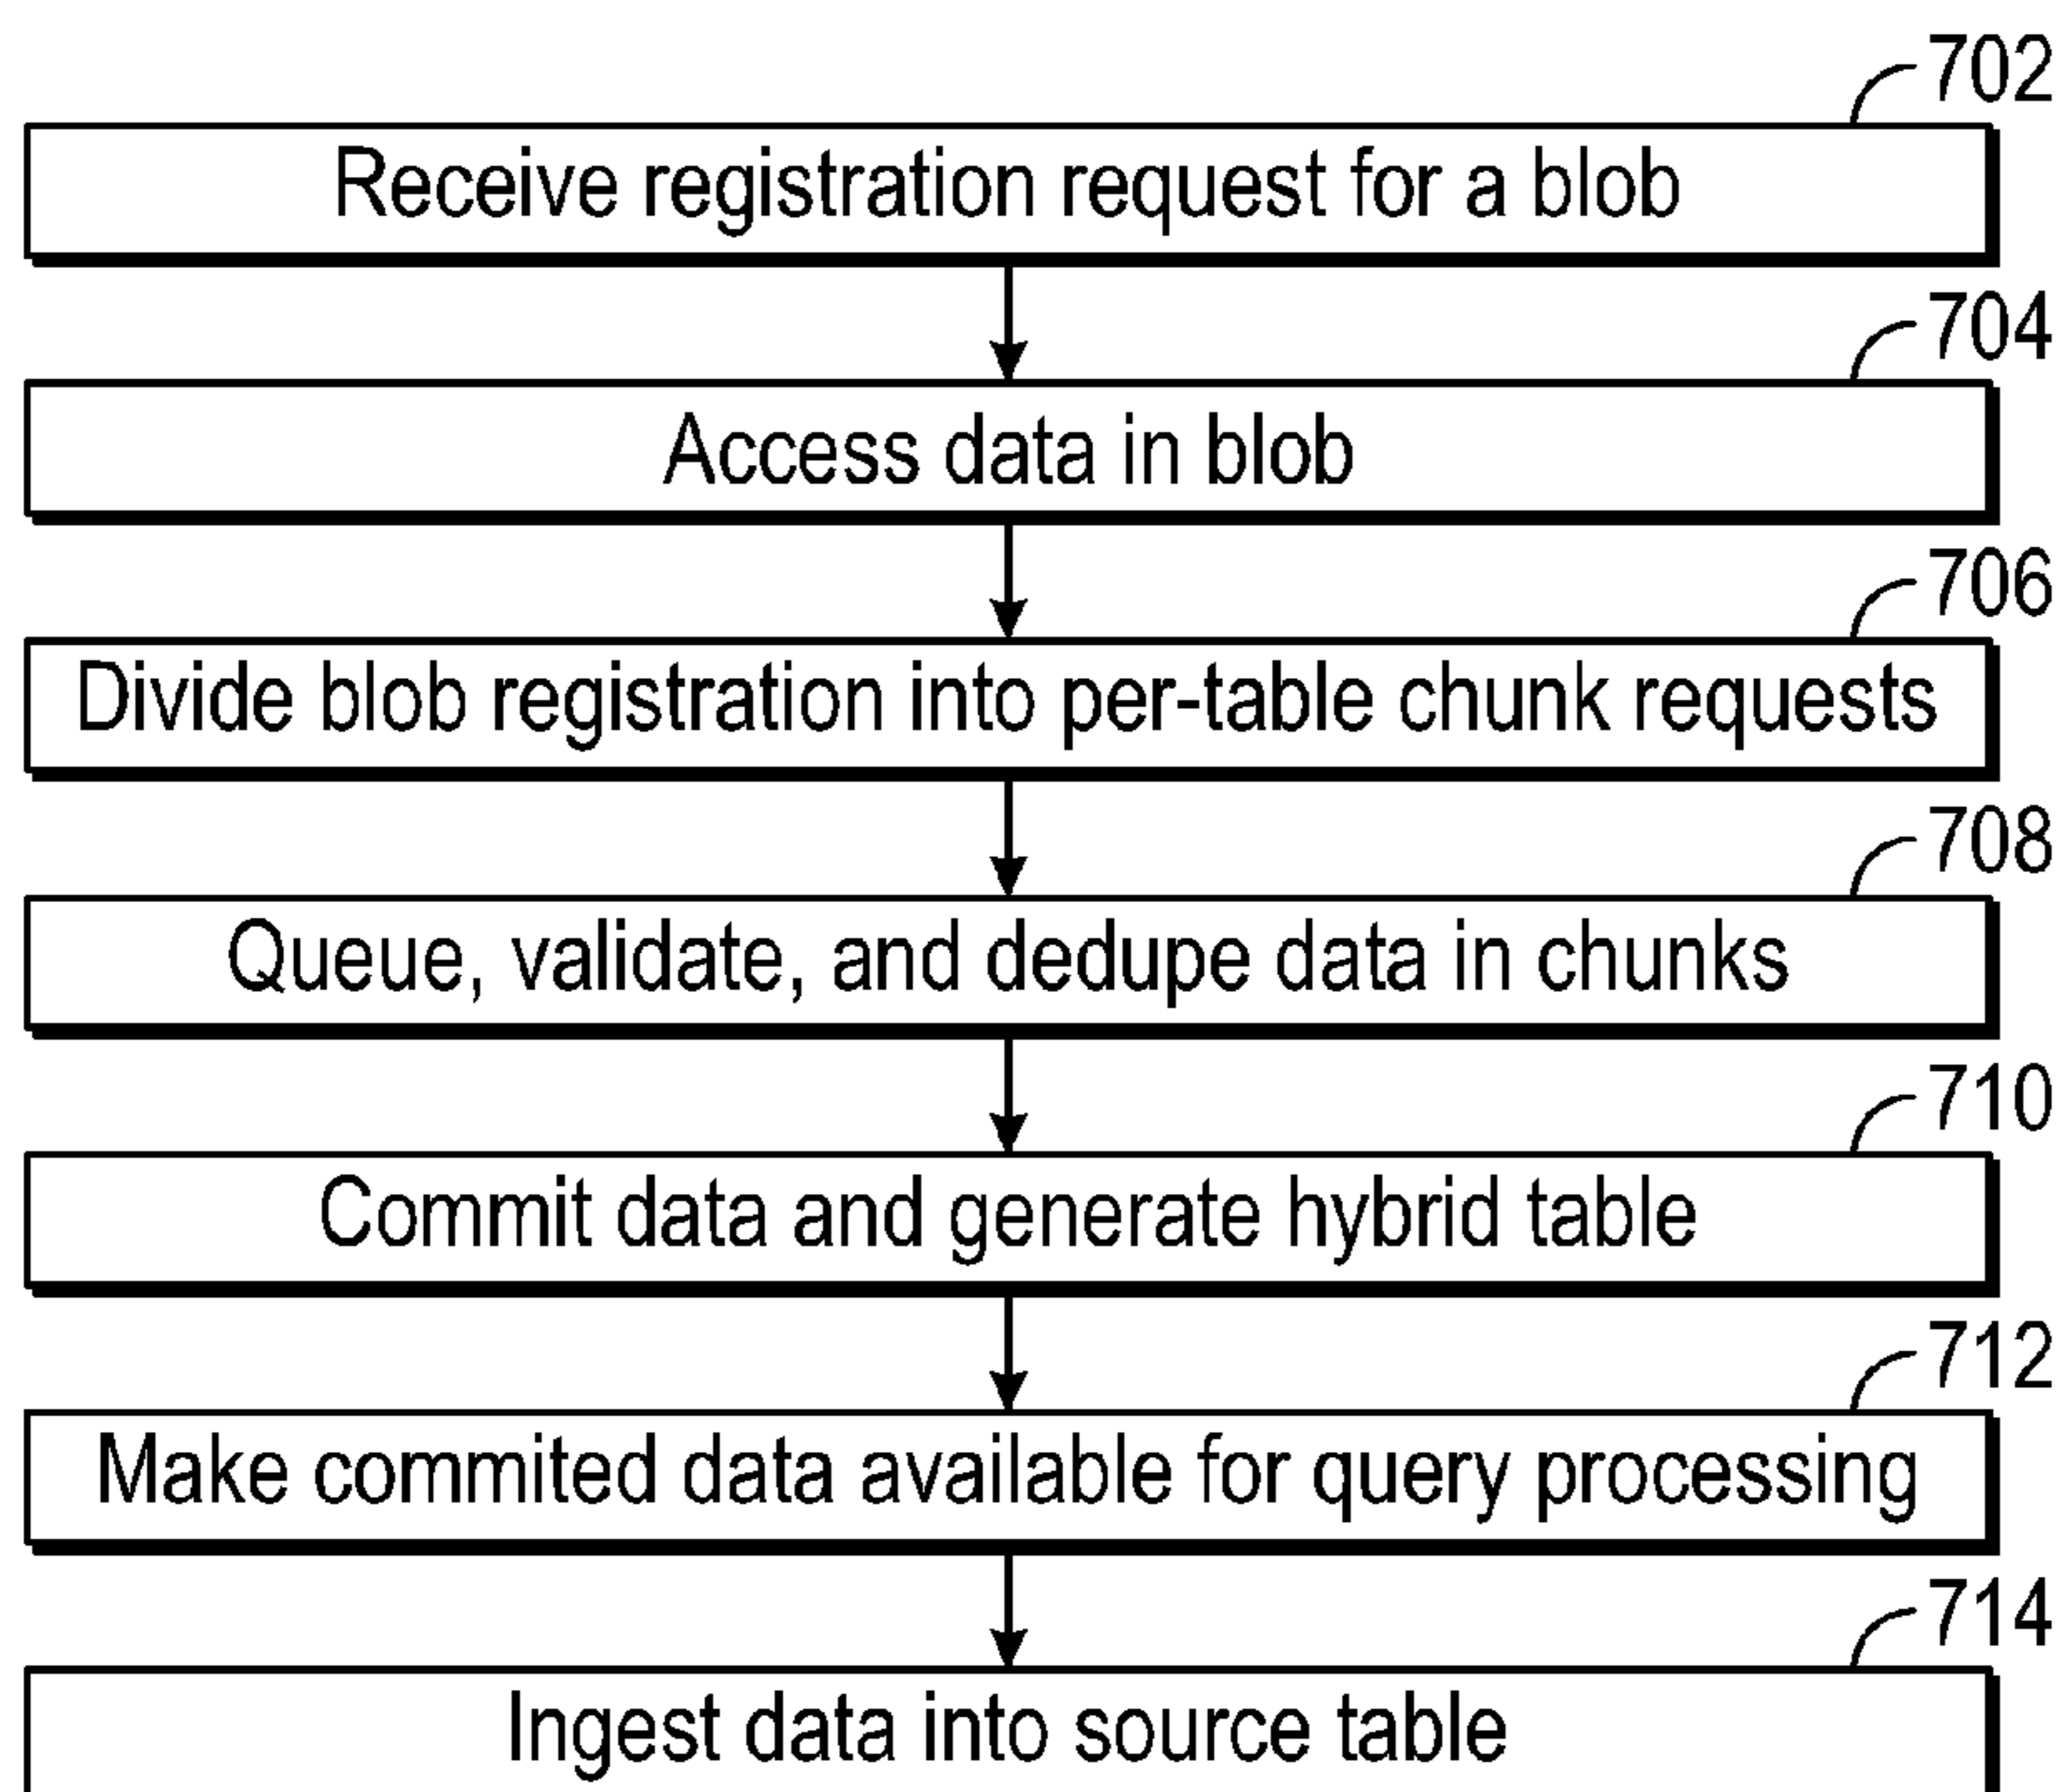 702
Receive registration request for a blob
704
Access data in blob
706
Divide blob registration into per-table chunk requests
708
Queue, validate, and dedupe data in chunks
710
Commit data and generate hybrid table
712
Make commited data available for query processing
714
Ingest data into source table